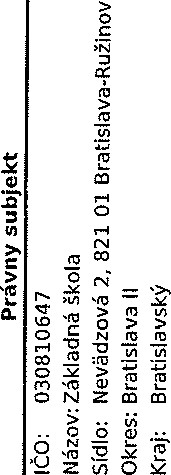 Právny subjekt
IČO: 030810647
Názov: Základná škola
Sídlo: Nevädzová 2, 821 01 Bratislava-Ružinov
Okres: Bratislava II
Kraj: Bratislavský